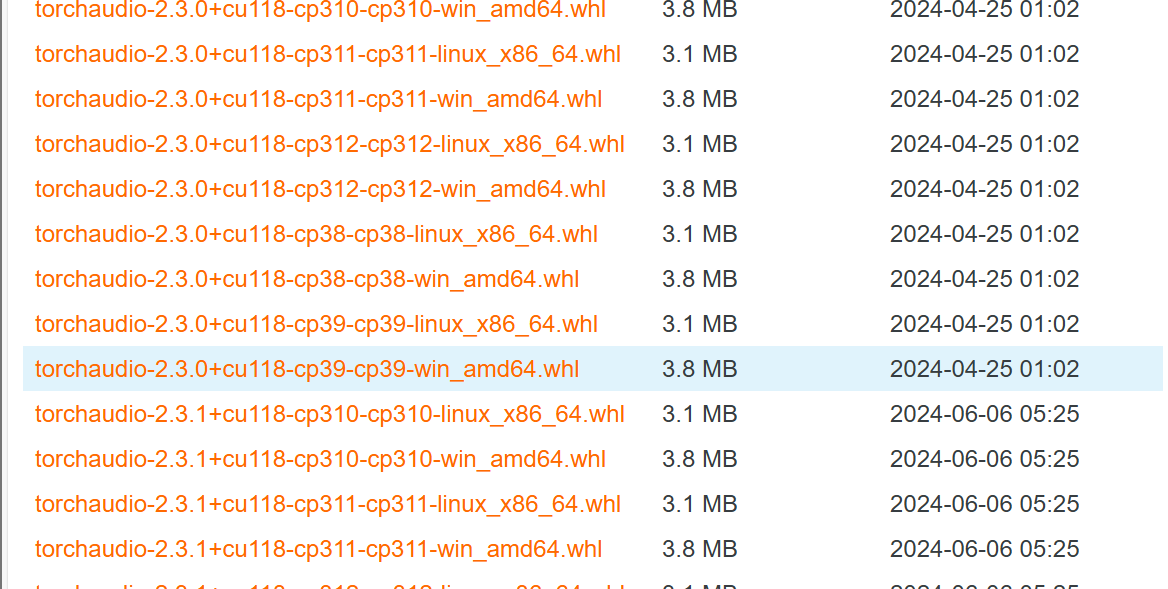 torchaudio-2.3.0+cu118-cp310-cp310-win_amd64.whl 3.8 MB 2024-04-25 01:02
torchaudio-2.3.0+cu118-cp311-cp311-linux_x86_64.whl 3.1 MB 2024-04-25 01:02
torchaudio-2.3.0+cu118-cp311-cp311-win_amd64.whl 3.8 MB 2024-04-25 01:02
torchaudio-2.3.0+cu118-cp312-cp312-linux_x86_64.whl 3.1 MB 2024-04-25 01:02
torchaudio-2.3.0+cu118-cp312-cp312-win_amd64.whl 3.8 MB 2024-04-25 01:02
torchaudio-2.3.0+cu118-cp38-cp38-linux_x86_64.whl 3.1 MB 2024-04-25 01:02
torchaudio-2.3.0+cu118-cp38-cp38-win_amd64.whl 3.8 MB 2024-04-25 01:02
torchaudio-2.3.0+cu118-cp39-cp39-linux_x86_64.whl 3.1 MB 2024-04-25 01:02
torchaudio-2.3.0+cu118-cp39-cp39-win_amd64.whl 3.8 MB 2024-04-25 01:02
torchaudio-2.3.1+cu118-cp310-cp310-linux_x86_64.whl 3.1 MB 2024-06-06 05:25
torchaudio-2.3.1+cu118-cp310-cp310-win_amd64.whl 3.8 MB 2024-06-06 05:25
torchaudio-2.3.1+cu118-cp311-cp311-linux_x86_64.whl 3.1 MB 2024-06-06 05:25
torchaudio-2.3.1+cu118-cp311-cp311-win_amd64.whl 3.8 MB 2024-06-06 05:25